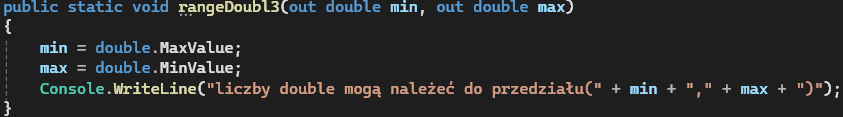 public static void rangeDoubl3(out double min, out double max)
{
min = double.MaxValue;
max = double.MinValue;
Console.WriteLine("liczby double mogą należeć do przedziału(" + min + "," + max + ")");
}